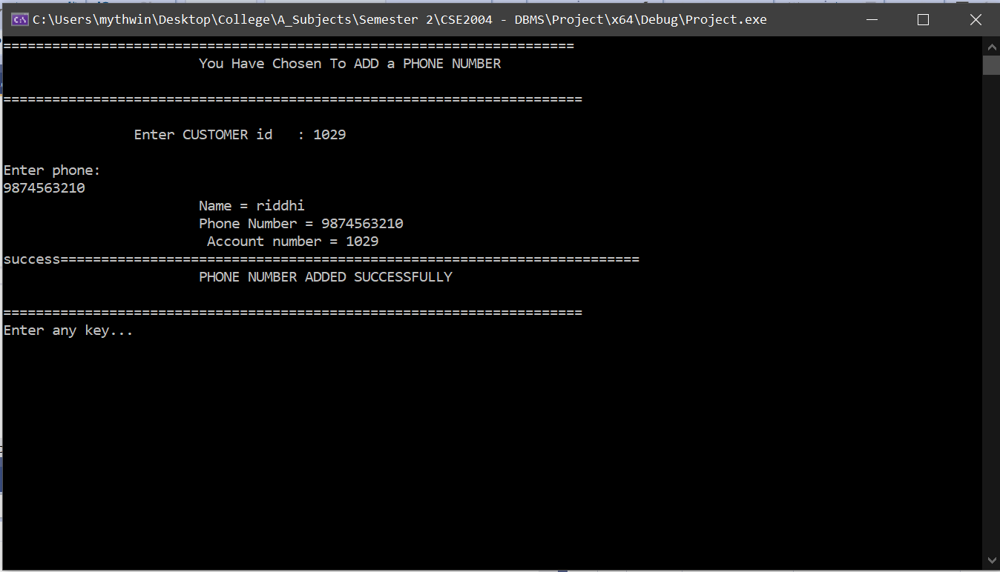 C:\Users\mythwin\Desktop\College\A_Subjects\Semester 2\CSE2004 - DBMS\Project\x64\Debug\Project.exe
======================================================================
You Have Chosen To ADD a PHONE NUMBER
=======================================================================
Enter CUSTOMER id   : 1029
Enter phone:
9874563210
Name = riddhi
Phone Number = 9874563210
Account number = 1029
success=======================================================================
PHONE NUMBER ADDED SUCCESSFULLY
=======================================================================
Enter any key...